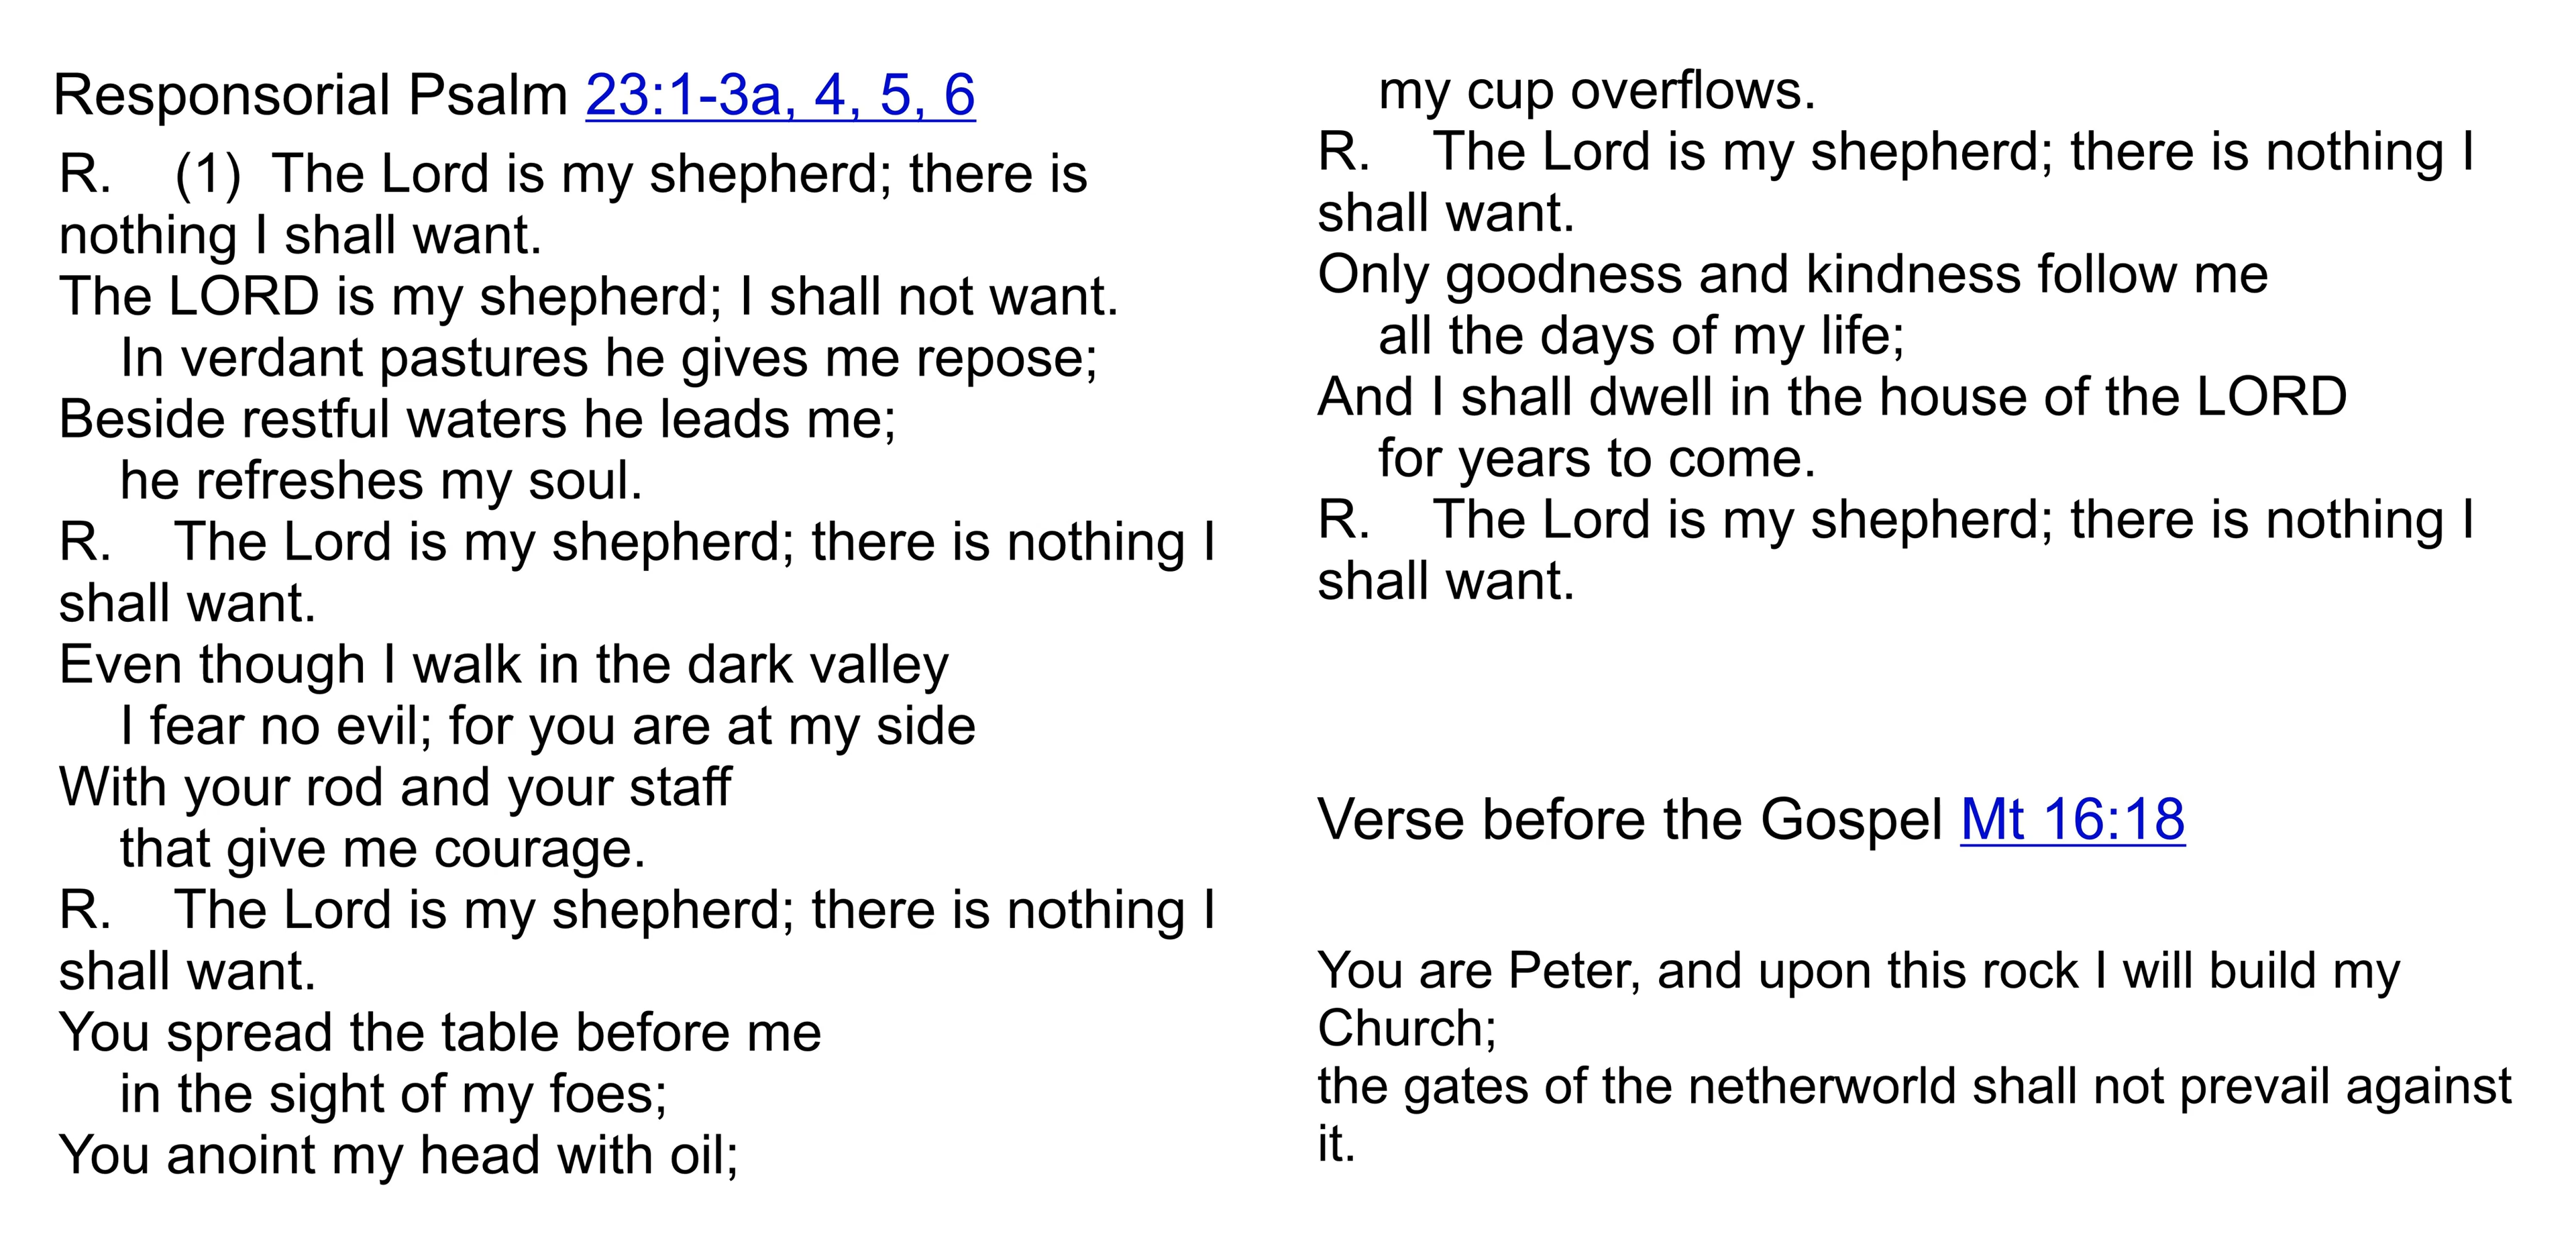 Responsorial Psalm 23:1-3a, 4, 5, 6
R. (1) The Lord is my shepherd; there is
nothing I shall want.
The LORD is my shepherd; I shall not want.
In verdant pastures he gives me repose;
Beside restful waters he leads me;
he refreshes my soul.
R. The Lord is my shepherd; there is nothing I
shall want.
Even though I walk in the dark valley
I fear no evil; for you are at my side
With your rod and your staff
that give me courage.
R. The Lord is my shepherd; there is nothing I
shall want.
You spread the table before me
in the sight of my foes;
You anoint my head with oil;
my cup overflows.
R. The Lord is my shepherd; there is nothing I
shall want.
Only goodness and kindness follow me
all the days of my life;
And I shall dwell in the house of the LORD
for years to come.
R. The Lord is my shepherd; there is nothing I
shall want.
Verse before the Gospel Mt 16:18
You are Peter, and upon this rock I will build my
Church;
the gates of the netherworld shall not prevail against
it.